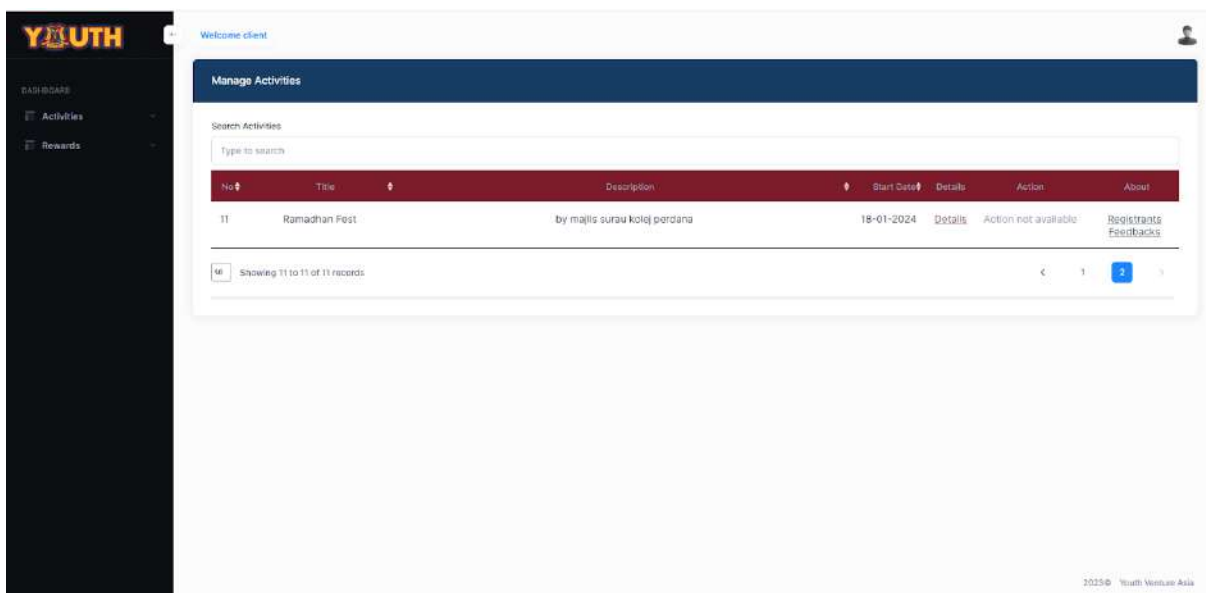 YOUTH
Welcome client
Manage Activities
DASHBOARD
Activities
Rewards
Search Activities
Type to search
No Title Description Start Date Details Action About
11 Ramadhan Fest by majlis surau kolej perdana 18-01-2024 Details Action not available Registrants
Feedbacks
Showing 11 to 11 of 11 records
1 2
2023© Youth Venture Asia